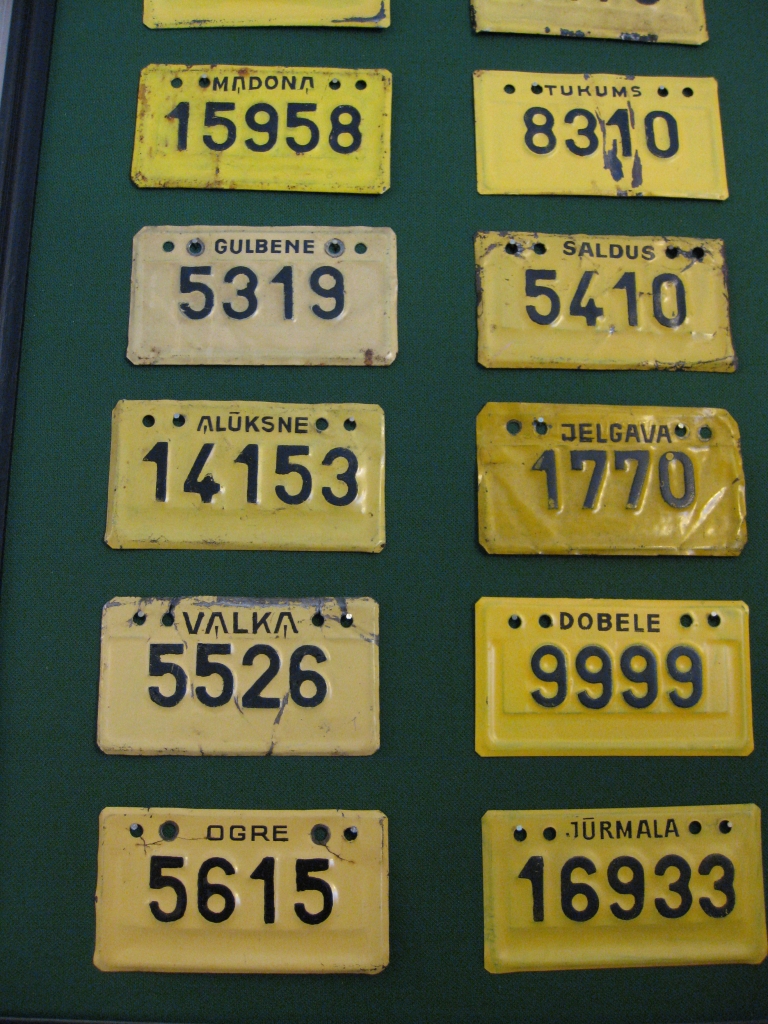 MADONA
15958
TUKUMS
8310
GULBENE
5319
SALDUS
5410
ALŪKSNE
14153
JELGAVA
1770
VALKA
5526
DOBELE
9999
OGRE
5615
JŪRMALA
16933